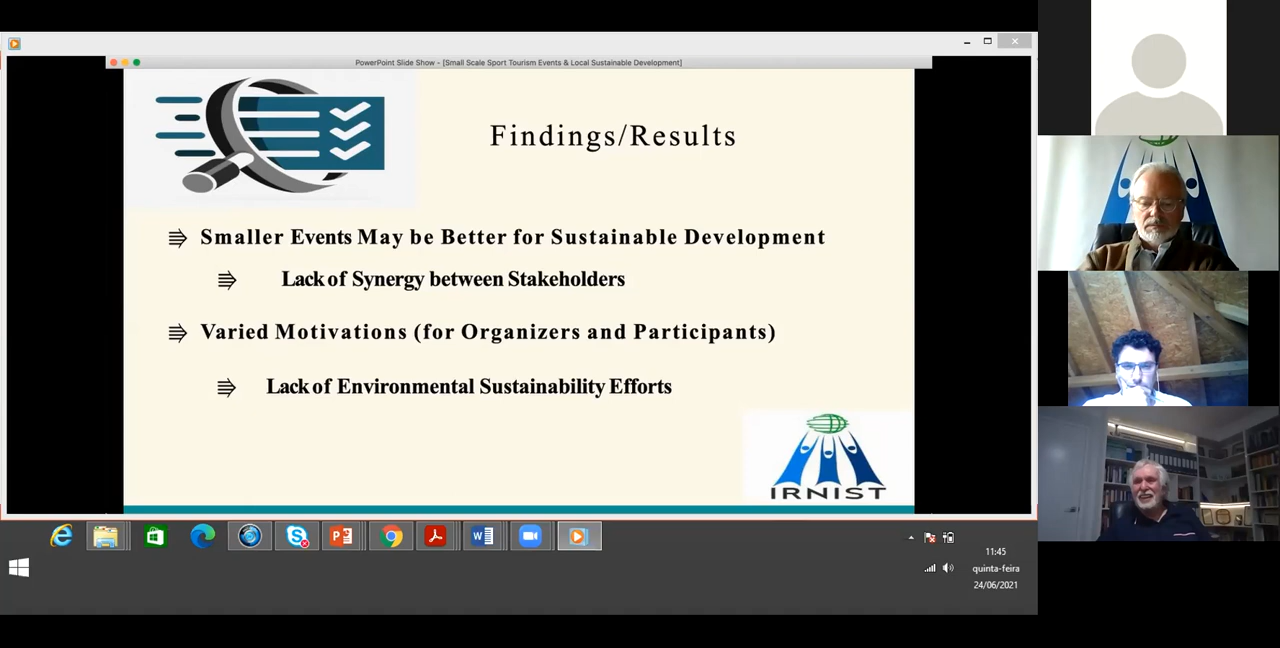 PowerPoint Slide Show - [Small Scale Sport Tourism Events & Local Sustainable Development]
Findings/Results
Smaller Events May be Better for Sustainable Development
Lack of Synergy between Stakeholders
Varied Motivations (for Organizers and Participants)
Lack of Environmental Sustainability Efforts
IRNIST
11:45
quinta-feira
24/06/2021